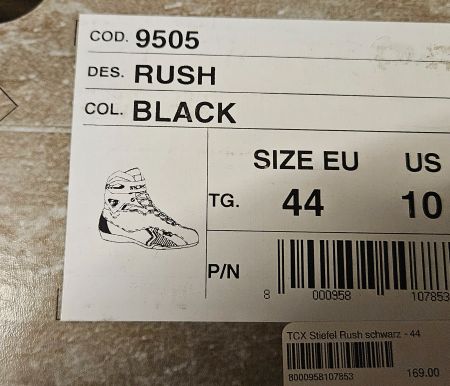 COD. 9505
DES. RUSH
COL. BLACK
SIZE EU US
TG. 44 10
P/N
8 000958 107853
TCX Stiefel Rush schwarz - 44
8000958107853 169.00